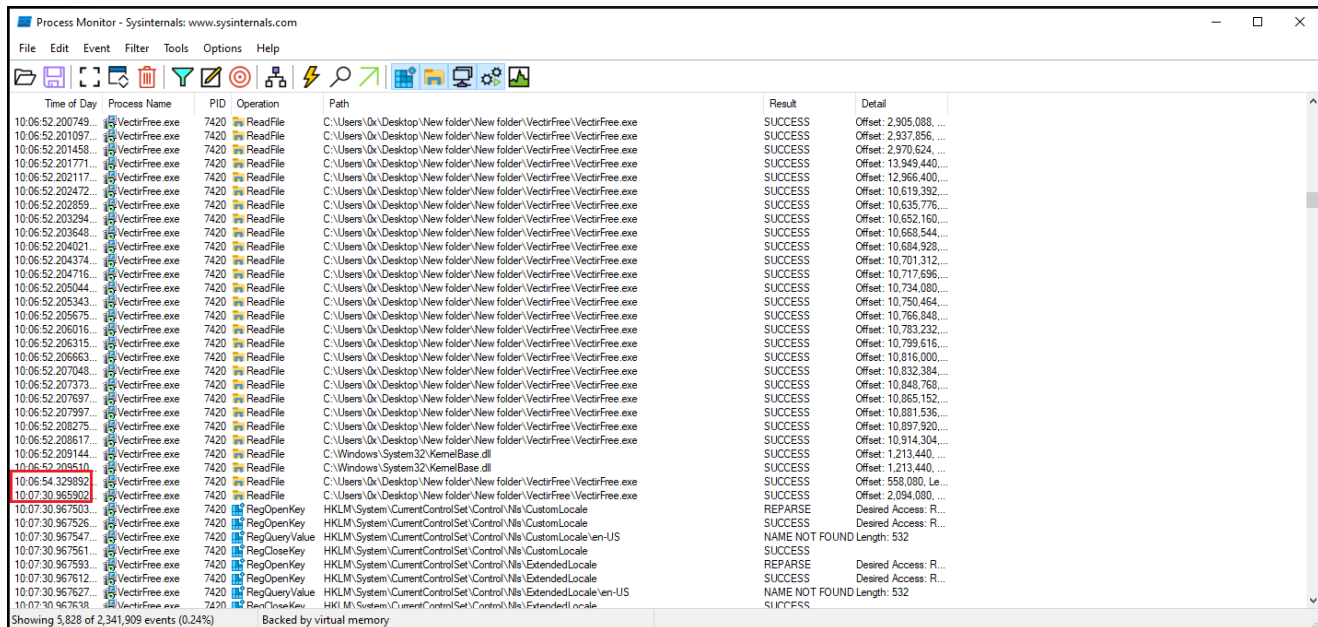 Process Monitor - Sysinternals: www.sysinternals.com
File Edit Event Filter Tools Options Help
Time of Day Process Name PID Operation Path Result Detail
10:06:52.200749... VectirFree.exe 7420 ReadFile C:\Users\0x\Desktop\New folder\New folder\VectirFree\VectirFree.exe SUCCESS Offset: 2,905,088, ...
10:06:52.201097... VectirFree.exe 7420 ReadFile C:\Users\0x\Desktop\New folder\New folder\VectirFree\VectirFree.exe SUCCESS Offset: 2,937,856, ...
10:06:52.201458... VectirFree.exe 7420 ReadFile C:\Users\0x\Desktop\New folder\New folder\VectirFree\VectirFree.exe SUCCESS Offset: 2,970,624, ...
10:06:52.201771... VectirFree.exe 7420 ReadFile C:\Users\0x\Desktop\New folder\New folder\VectirFree\VectirFree.exe SUCCESS Offset: 13,949,440,...
10:06:52.202117... VectirFree.exe 7420 ReadFile C:\Users\0x\Desktop\New folder\New folder\VectirFree\VectirFree.exe SUCCESS Offset: 12,966,400,...
10:06:52.202472... VectirFree.exe 7420 ReadFile C:\Users\0x\Desktop\New folder\New folder\VectirFree\VectirFree.exe SUCCESS Offset: 10,619,392,...
10:06:52.202859... VectirFree.exe 7420 ReadFile C:\Users\0x\Desktop\New folder\New folder\VectirFree\VectirFree.exe SUCCESS Offset: 10,635,776,...
10:06:52.203294... VectirFree.exe 7420 ReadFile C:\Users\0x\Desktop\New folder\New folder\VectirFree\VectirFree.exe SUCCESS Offset: 10,652,160,...
10:06:52.203648... VectirFree.exe 7420 ReadFile C:\Users\0x\Desktop\New folder\New folder\VectirFree\VectirFree.exe SUCCESS Offset: 10,668,544,...
10:06:52.204021... VectirFree.exe 7420 ReadFile C:\Users\0x\Desktop\New folder\New folder\VectirFree\VectirFree.exe SUCCESS Offset: 10,684,928,...
10:06:52.204374... VectirFree.exe 7420 ReadFile C:\Users\0x\Desktop\New folder\New folder\VectirFree\VectirFree.exe SUCCESS Offset: 10,701,312,...
10:06:52.204716... VectirFree.exe 7420 ReadFile C:\Users\0x\Desktop\New folder\New folder\VectirFree\VectirFree.exe SUCCESS Offset: 10,717,696,...
10:06:52.205044... VectirFree.exe 7420 ReadFile C:\Users\0x\Desktop\New folder\New folder\VectirFree\VectirFree.exe SUCCESS Offset: 10,734,080,...
10:06:52.205343... VectirFree.exe 7420 ReadFile C:\Users\0x\Desktop\New folder\New folder\VectirFree\VectirFree.exe SUCCESS Offset: 10,750,464,...
10:06:52.205675... VectirFree.exe 7420 ReadFile C:\Users\0x\Desktop\New folder\New folder\VectirFree\VectirFree.exe SUCCESS Offset: 10,766,848,...
10:06:52.206016... VectirFree.exe 7420 ReadFile C:\Users\0x\Desktop\New folder\New folder\VectirFree\VectirFree.exe SUCCESS Offset: 10,783,232,...
10:06:52.206315... VectirFree.exe 7420 ReadFile C:\Users\0x\Desktop\New folder\New folder\VectirFree\VectirFree.exe SUCCESS Offset: 10,799,616,...
10:06:52.206663... VectirFree.exe 7420 ReadFile C:\Users\0x\Desktop\New folder\New folder\VectirFree\VectirFree.exe SUCCESS Offset: 10,816,000,...
10:06:52.207048... VectirFree.exe 7420 ReadFile C:\Users\0x\Desktop\New folder\New folder\VectirFree\VectirFree.exe SUCCESS Offset: 10,832,384,...
10:06:52.207373... VectirFree.exe 7420 ReadFile C:\Users\0x\Desktop\New folder\New folder\VectirFree\VectirFree.exe SUCCESS Offset: 10,848,768,...
10:06:52.207697... VectirFree.exe 7420 ReadFile C:\Users\0x\Desktop\New folder\New folder\VectirFree\VectirFree.exe SUCCESS Offset: 10,865,152,...
10:06:52.207997... VectirFree.exe 7420 ReadFile C:\Users\0x\Desktop\New folder\New folder\VectirFree\VectirFree.exe SUCCESS Offset: 10,881,536,...
10:06:52.208275... VectirFree.exe 7420 ReadFile C:\Users\0x\Desktop\New folder\New folder\VectirFree\VectirFree.exe SUCCESS Offset: 10,897,920,...
10:06:52.208617... VectirFree.exe 7420 ReadFile C:\Users\0x\Desktop\New folder\New folder\VectirFree\VectirFree.exe SUCCESS Offset: 10,914,304,...
10:06:52.209144... VectirFree.exe 7420 ReadFile C:\Windows\System32\KernelBase.dll SUCCESS Offset: 1,213,440, ...
10:06:52.209510... VectirFree.exe 7420 ReadFile C:\Windows\System32\KernelBase.dll SUCCESS Offset: 1,213,440, ...
10:06:54.329892... VectirFree.exe 7420 ReadFile C:\Users\0x\Desktop\New folder\New folder\VectirFree\VectirFree.exe SUCCESS Offset: 558,080, Le...
10:07:30.965902... VectirFree.exe 7420 ReadFile C:\Users\0x\Desktop\New folder\New folder\VectirFree\VectirFree.exe SUCCESS Offset: 2,094,080, ...
10:07:30.967503... VectirFree.exe 7420 RegOpenKey HKLM\System\CurrentControlSet\Control\Nls\CustomLocale REPARSE Desired Access: R...
10:07:30.967526... VectirFree.exe 7420 RegOpenKey HKLM\System\CurrentControlSet\Control\Nls\CustomLocale SUCCESS Desired Access: R...
10:07:30.967547... VectirFree.exe 7420 RegQueryValue HKLM\System\CurrentControlSet\Control\Nls\CustomLocale\en-US NAME NOT FOUND Length: 532
10:07:30.967561... VectirFree.exe 7420 RegCloseKey HKLM\System\CurrentControlSet\Control\Nls\CustomLocale SUCCESS
10:07:30.967593... VectirFree.exe 7420 RegOpenKey HKLM\System\CurrentControlSet\Control\Nls\ExtendedLocale REPARSE Desired Access: R...
10:07:30.967612... VectirFree.exe 7420 RegOpenKey HKLM\System\CurrentControlSet\Control\Nls\ExtendedLocale SUCCESS Desired Access: R...
10:07:30.967627... VectirFree.exe 7420 RegQueryValue HKLM\System\CurrentControlSet\Control\Nls\ExtendedLocale\en-US NAME NOT FOUND Length: 532
10:07:30.967638... VectirFree.exe 7420 RegCloseKey HKLM\System\CurrentControlSet\Control\Nls\ExtendedLocale SUCCESS
Showing 5,828 of 2,341,909 events (0.24%) Backed by virtual memory